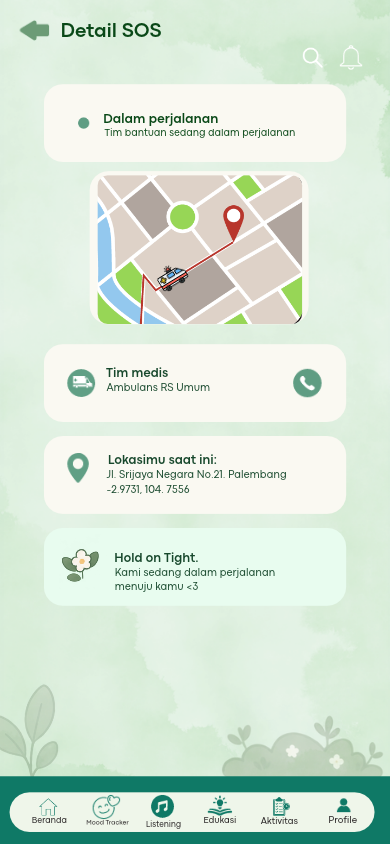 Detail SOS
Dalam perjalanan
Tim bantuan sedang dalam perjalanan
Tim medis
Ambulans RS Umum
Lokasimu saat ini:
Jl. Srijaya Negara No.21. Palembang
-2.9731, 104. 7556
Hold on Tight.
Kami sedang dalam perjalanan
menuju kamu <3
Beranda
Mood Tracker
Listening
Edukasi
Aktivitas
Profile